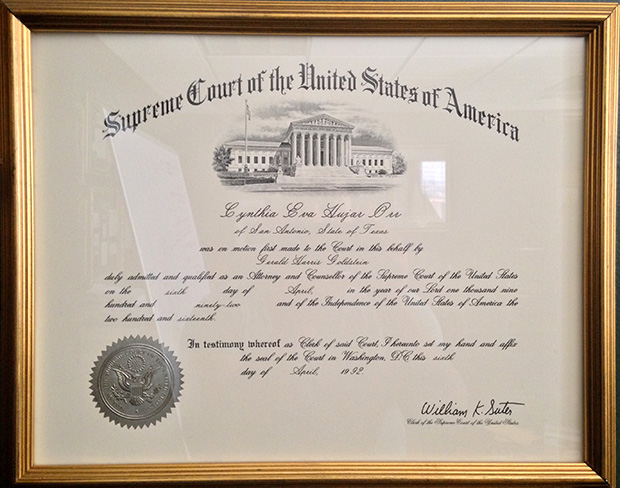 Supreme Court of the United States of America
Cynthia Eva Hujar Orr
of San Antonio, State of Texas
was on motion first made to the Court in this behalf by
Gerald Harris Goldstein
duly admitted and qualified as an Attorney and Counsellor of the Supreme Court of the United States
on the sixth day of April, in the year of our Lord one thousand nine
hundred and ninety-two and of the Independence of the United States of America the
two hundred and sixteenth.
In testimony whereof as Clerk of said Court, I hereunto set my hand and affix
the seal of the Court in Washington, D.C. this sixth
day of April, 1992
William K. Suter
Clerk of the Supreme Court of the United States